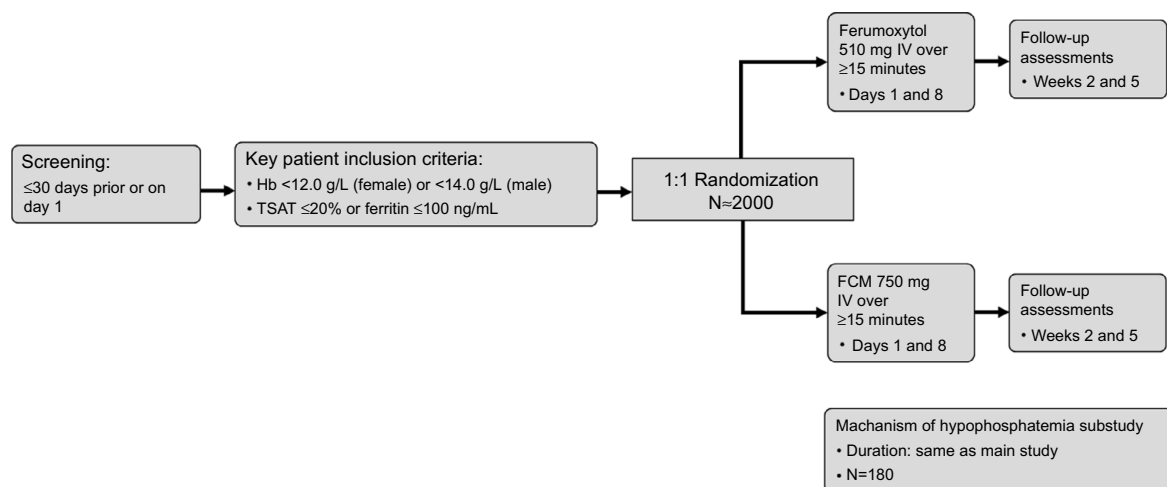 Screening:
≤30 days prior or on
day 1
Key patient inclusion criteria:
• Hb <12.0 g/L (female) or <14.0 g/L (male)
• TSAT ≤20% or ferritin ≤100 ng/mL
1:1 Randomization
N≈2000
Ferumoxytol
510 mg IV over
≥15 minutes
• Days 1 and 8
Follow-up
assessments
• Weeks 2 and 5
FCM 750 mg
IV over
≥15 minutes
• Days 1 and 8
Follow-up
assessments
• Weeks 2 and 5
Machanism of hypophosphatemia substudy
• Duration: same as main study
• N=180